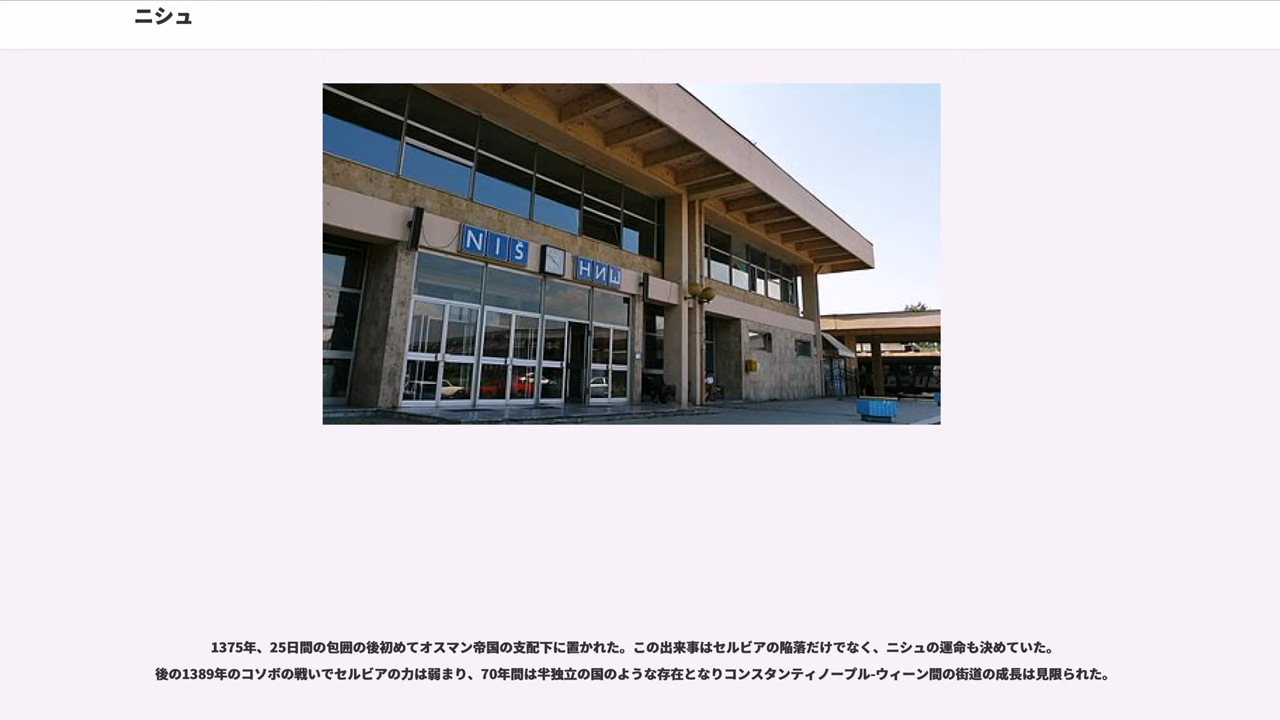 ニシュ
NIŠ
НИШ
1375年、25日間の包囲の後初めてオスマン帝国の支配下に置かれた。この出来事はセルビアの陥落だけでなく、ニシュの運命も決めていた。
後の1389年のコソボの戦いでセルビアの力は弱まり、70年間は半独立の国のような存在となりコンスタンティノープル-ウィーン間の街道の成長は見限られた。